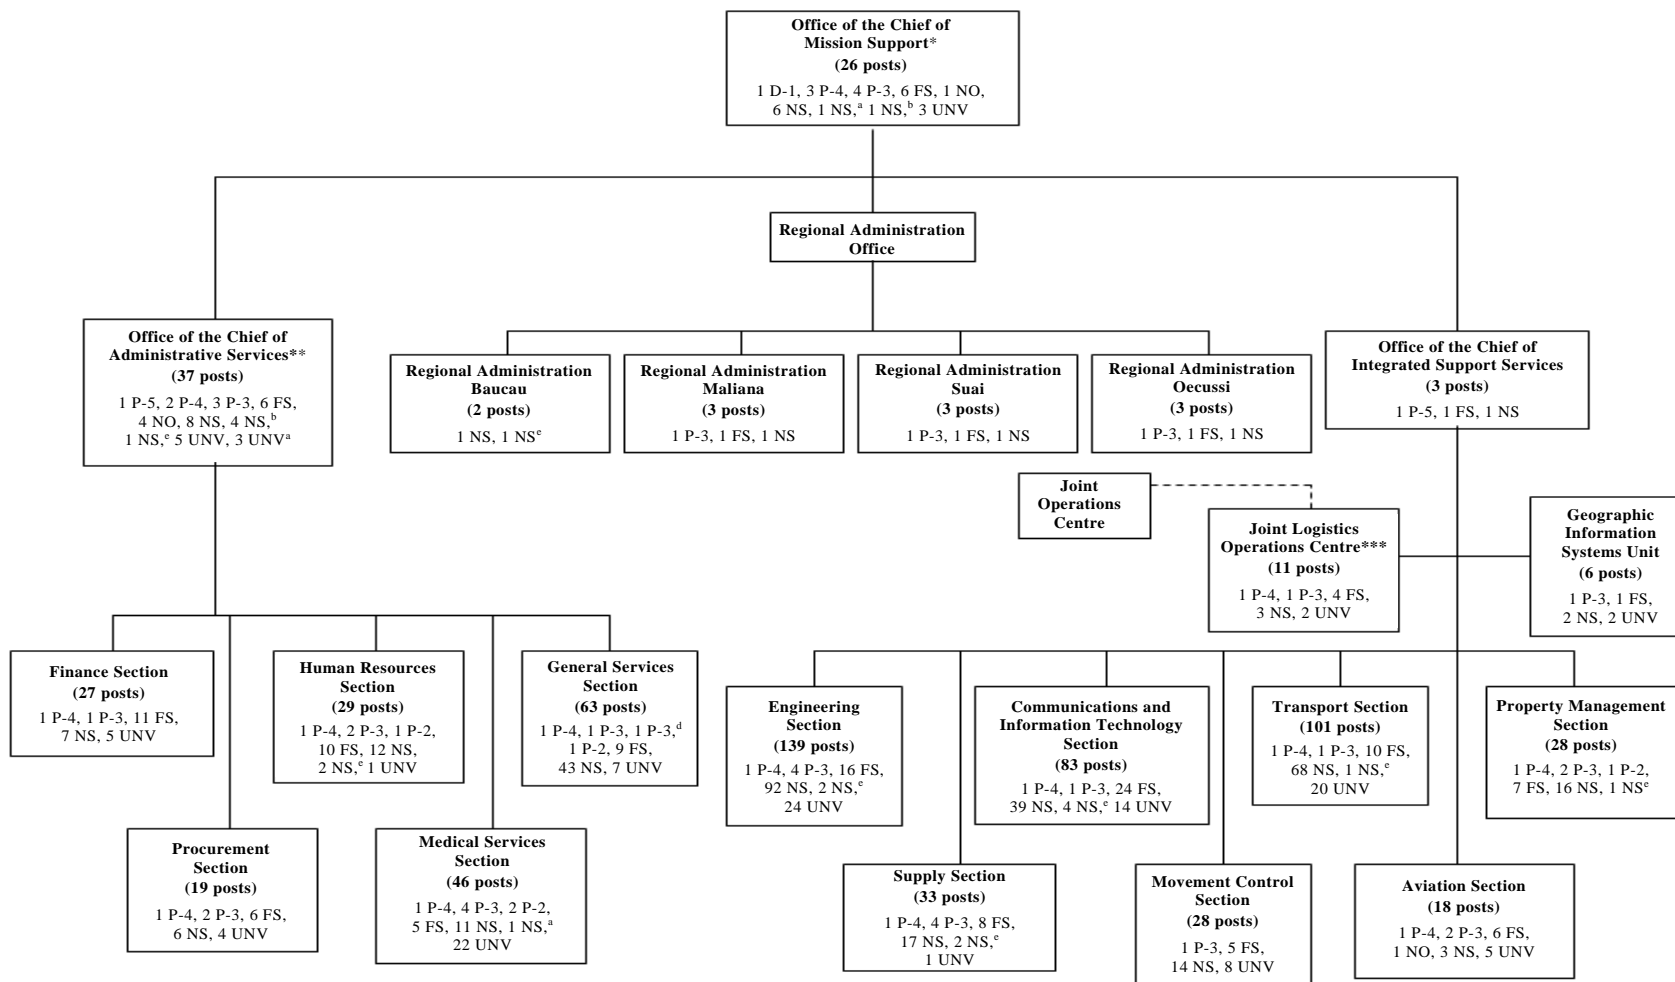 Office of the Chief of
Mission Support*
(26 posts)
1 D-1, 3 P-4, 4 P-3, 6 FS, 1 NO,
6 NS, 1 NS,ᵃ 1 NS,ᵇ 3 UNV
Regional Administration
Office
Office of the Chief of
Administrative Services**
(37 posts)
1 P-5, 2 P-4, 3 P-3, 6 FS,
4 NO, 8 NS, 4 NS,ᵇ
1 NS,ᵉ 5 UNV, 3 UNVᵃ
Regional Administration
Baucau
(2 posts)
1 NS, 1 NSᵉ
Regional Administration
Maliana
(3 posts)
1 P-3, 1 FS, 1 NS
Regional Administration
Suai
(3 posts)
1 P-3, 1 FS, 1 NS
Regional Administration
Oecussi
(3 posts)
1 P-3, 1 FS, 1 NS
Office of the Chief of
Integrated Support Services
(3 posts)
1 P-5, 1 FS, 1 NS
Joint
Operations
Centre
Joint Logistics
Operations Centre***
(11 posts)
1 P-4, 1 P-3, 4 FS,
3 NS, 2 UNV
Geographic
Information
Systems Unit
(6 posts)
1 P-3, 1 FS,
2 NS, 2 UNV
Finance Section
(27 posts)
1 P-4, 1 P-3, 11 FS,
7 NS, 5 UNV
Human Resources
Section
(29 posts)
1 P-4, 2 P-3, 1 P-2,
10 FS, 12 NS,
2 NS,ᵉ 1 UNV
General Services
Section
(63 posts)
1 P-4, 1 P-3, 1 P-3,ᵈ
1 P-2, 9 FS,
43 NS, 7 UNV
Engineering
Section
(139 posts)
1 P-4, 4 P-3, 16 FS,
92 NS, 2 NS,ᵉ
24 UNV
Communications and
Information Technology
Section
(83 posts)
1 P-4, 1 P-3, 24 FS,
39 NS, 4 NS,ᵉ 14 UNV
Transport Section
(101 posts)
1 P-4, 1 P-3, 10 FS,
68 NS, 1 NS,ᵉ
20 UNV
Property Management
Section
(28 posts)
1 P-4, 2 P-3, 1 P-2,
7 FS, 16 NS, 1 NSᵉ
Procurement
Section
(19 posts)
1 P-4, 2 P-3, 6 FS,
6 NS, 4 UNV
Medical Services
Section
(46 posts)
1 P-4, 4 P-3, 2 P-2,
5 FS, 11 NS, 1 NS,ᵃ
22 UNV
Supply Section
(33 posts)
1 P-4, 4 P-3, 8 FS,
17 NS, 2 NS,ᵉ
1 UNV
Movement Control
Section
(28 posts)
1 P-3, 5 FS,
14 NS, 8 UNV
Aviation Section
(18 posts)
1 P-4, 2 P-3, 6 FS,
1 NO, 3 NS, 5 UNV